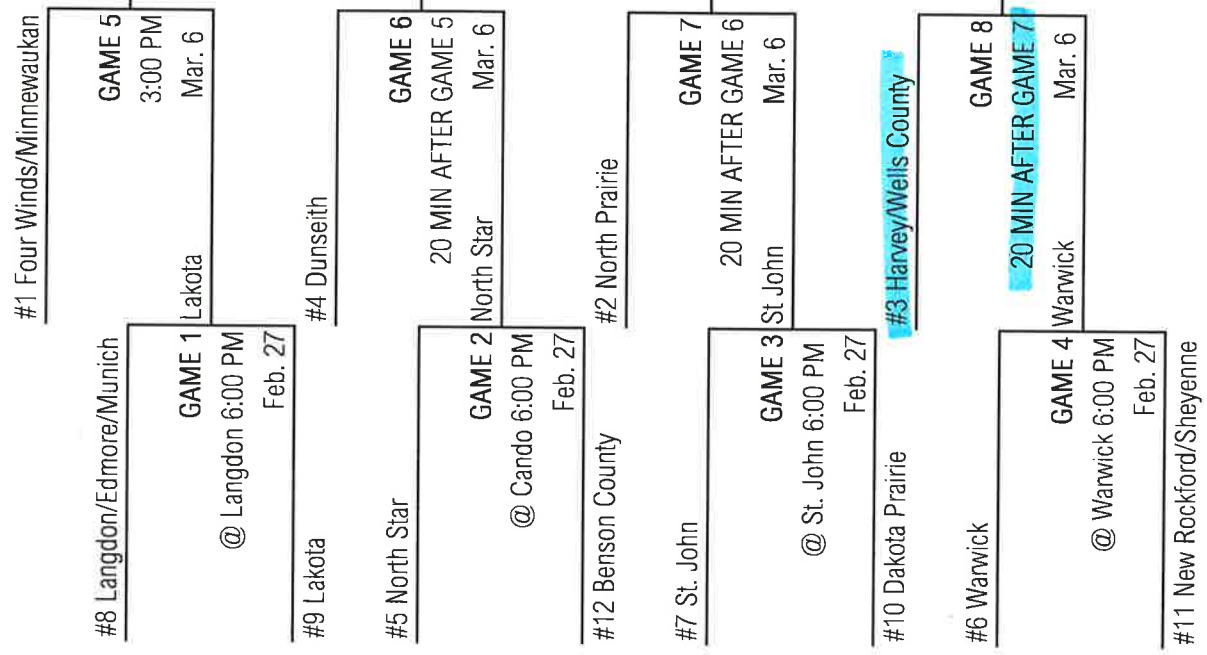 #1 Four Winds/Minnewaukan
GAME 5
3:00 PM
Mar. 6
#8 Langdon/Edmore/Munich
GAME 1
@ Langdon 6:00 PM
Feb. 27
Lakota
#9 Lakota
#4 Dunseith
GAME 6
20 MIN AFTER GAME 5
Mar. 6
#5 North Star
GAME 2
@ Cando 6:00 PM
Feb. 27
North Star
#12 Benson County
#2 North Prairie
GAME 7
20 MIN AFTER GAME 6
Mar. 6
#7 St. John
GAME 3
@ St. John 6:00 PM
Feb. 27
St John
#10 Dakota Prairie
#3 Harvey/Wells County
GAME 8
20 MIN AFTER GAME 7
Mar. 6
#6 Warwick
GAME 4
@ Warwick 6:00 PM
Feb. 27
Warwick
#11 New Rockford/Sheyenne